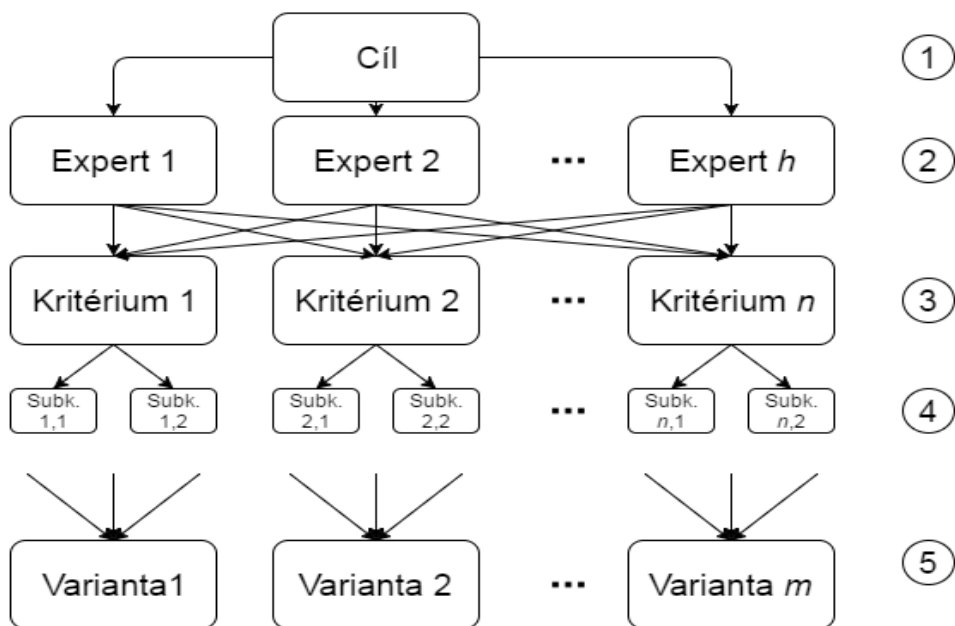 Cíl
1
Expert 1
Expert 2
...
Expert h
2
Kritérium 1
Kritérium 2
...
Kritérium n
3
Subk.
1,1
Subk.
1,2
Subk.
2,1
Subk.
2,2
...
Subk.
n,1
Subk.
n,2
4
Varianta1
Varianta 2
...
Varianta m
5